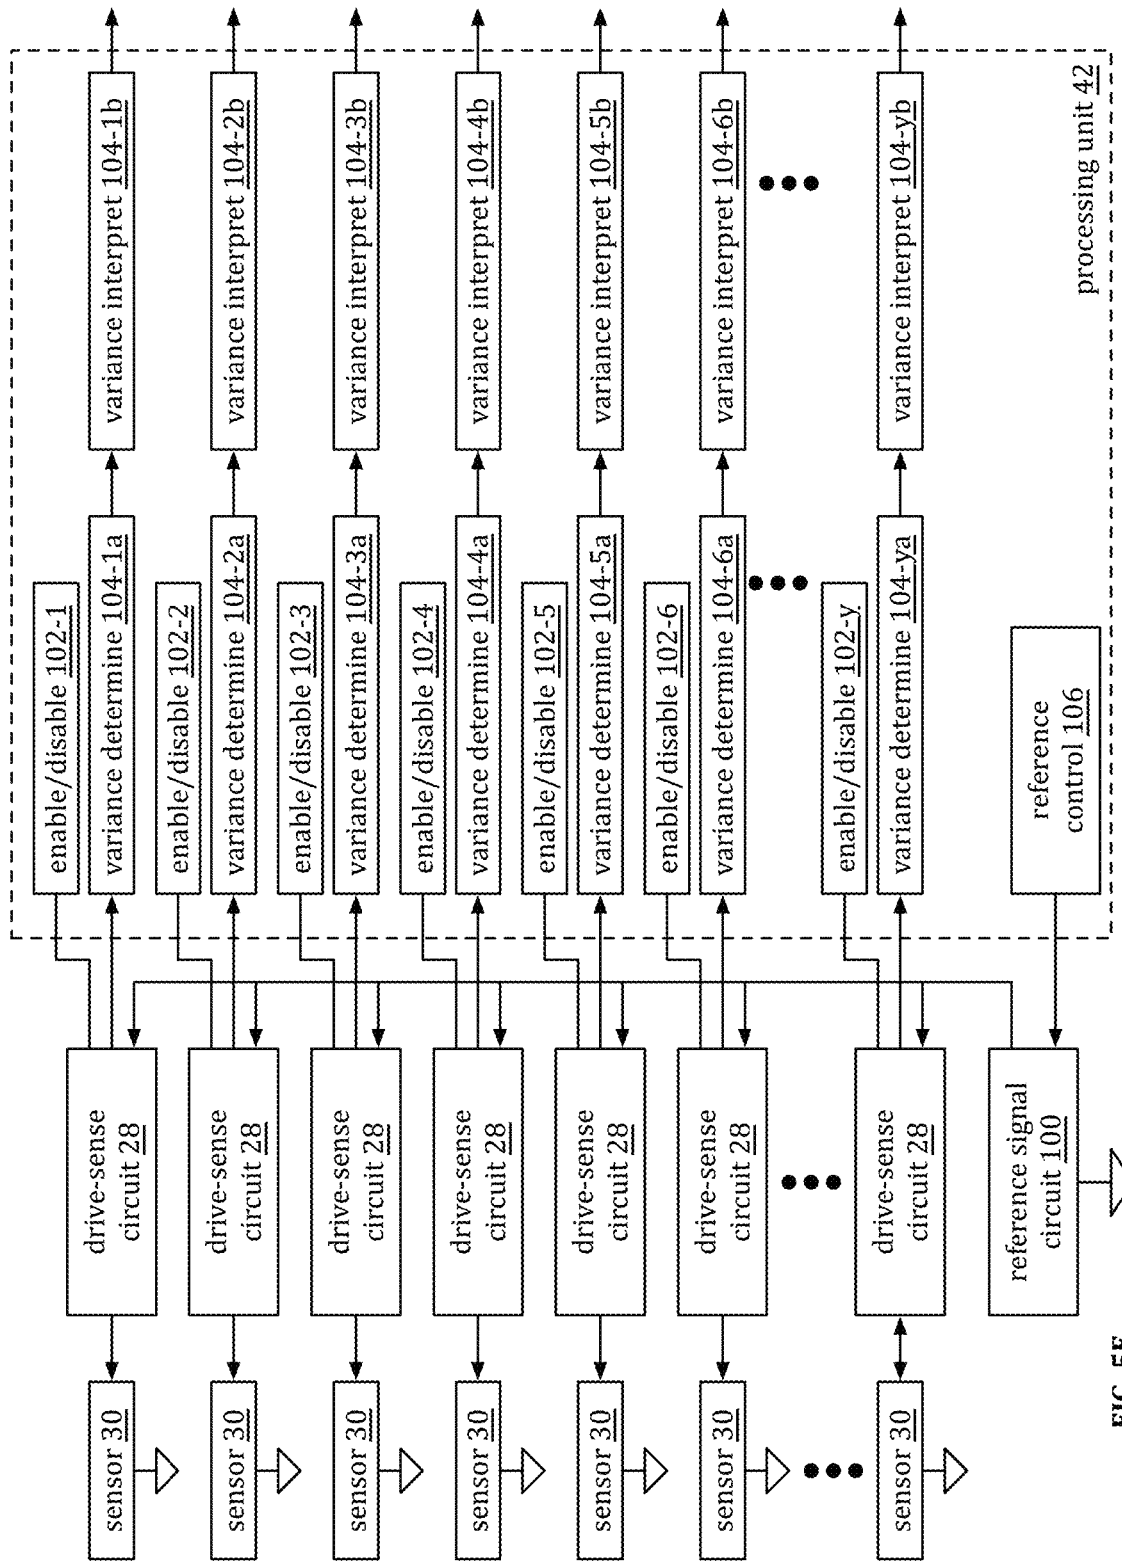 enable/disable 102-1
sensor 30
drive-sense
circuit 28
variance determine 104-1a
variance interpret 104-1b
enable/disable 102-2
sensor 30
drive-sense
circuit 28
variance determine 104-2a
variance interpret 104-2b
enable/disable 102-3
sensor 30
drive-sense
circuit 28
variance determine 104-3a
variance interpret 104-3b
enable/disable 102-4
sensor 30
drive-sense
circuit 28
variance determine 104-4a
variance interpret 104-4b
enable/disable 102-5
sensor 30
drive-sense
circuit 28
variance determine 104-5a
variance interpret 104-5b
enable/disable 102-6
sensor 30
drive-sense
circuit 28
variance determine 104-6a
variance interpret 104-6b
enable/disable 102-y
sensor 30
drive-sense
circuit 28
variance determine 104-ya
variance interpret 104-yb
reference signal
circuit 100
reference
control 106
processing unit 42
FIG.